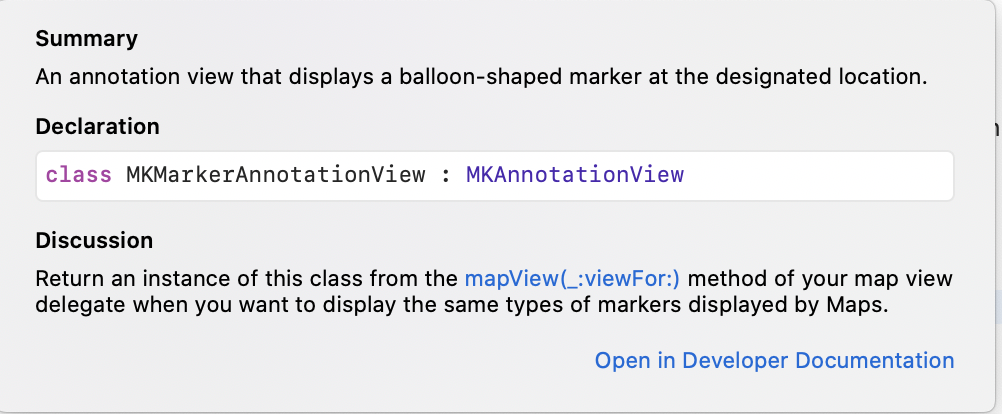 Summary
An annotation view that displays a balloon-shaped marker at the designated location.
Declaration
class MKMarkerAnnotationView : MKAnnotationView
Discussion
Return an instance of this class from the mapView(_:viewFor:) method of your map view
delegate when you want to display the same types of markers displayed by Maps.
Open in Developer Documentation